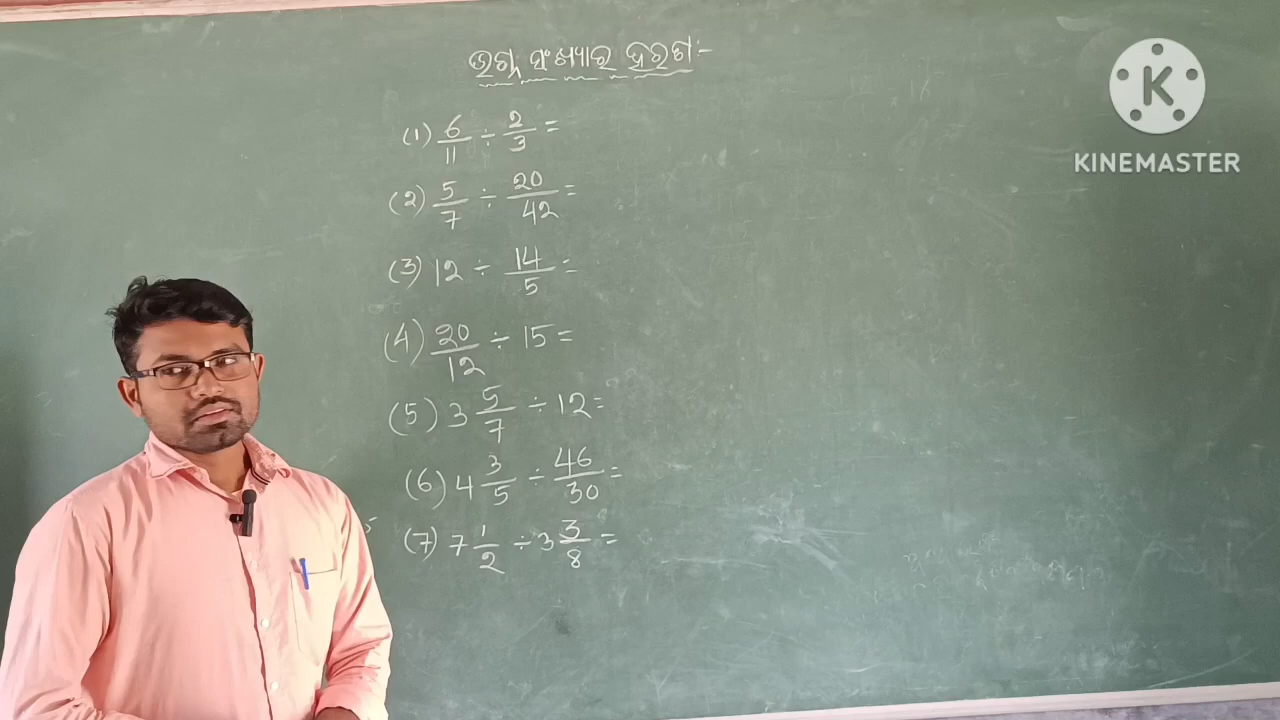 ଭଗ୍ନ ସଂଖ୍ୟାର ହରଣ:-
(1) 6/11 ÷ 2/3 =
(2) 5/7 ÷ 20/42 =
(3) 12 ÷ 14/5 =
(4) 20/12 ÷ 15 =
(5) 3 5/7 ÷ 12 =
(6) 4 3/5 ÷ 46/30 =
(7) 7 1/2 ÷ 3 3/8 =
K
KINEMASTER